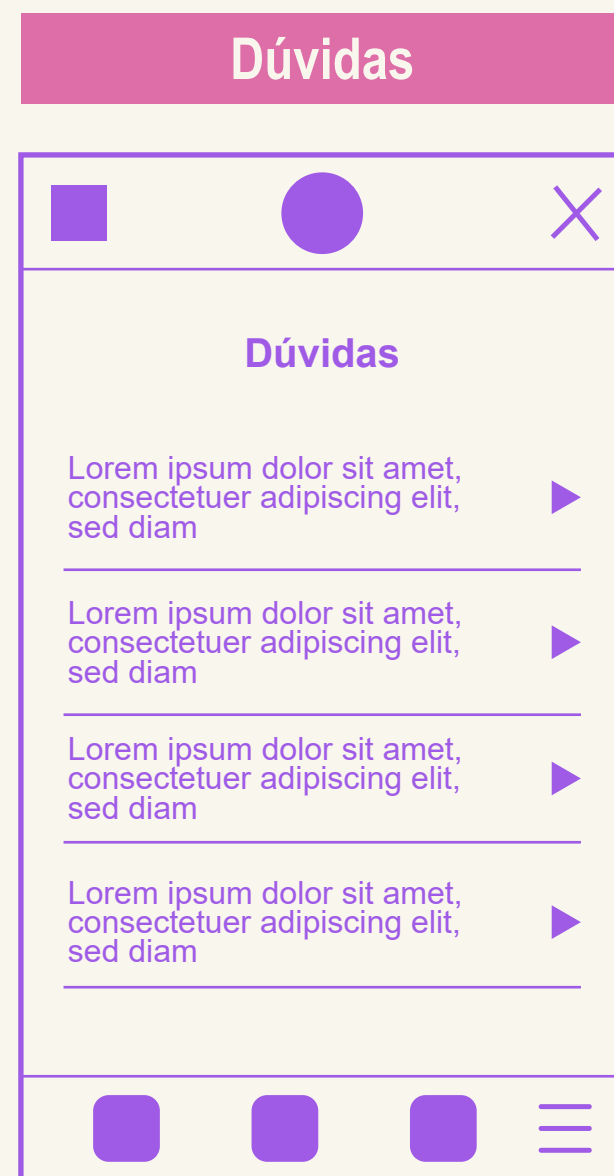 Dúvidas
Dúvidas
Lorem ipsum dolor sit amet,
consectetuer adipiscing elit,
sed diam
Lorem ipsum dolor sit amet,
consectetuer adipiscing elit,
sed diam
Lorem ipsum dolor sit amet,
consectetuer adipiscing elit,
sed diam
Lorem ipsum dolor sit amet,
consectetuer adipiscing elit,
sed diam